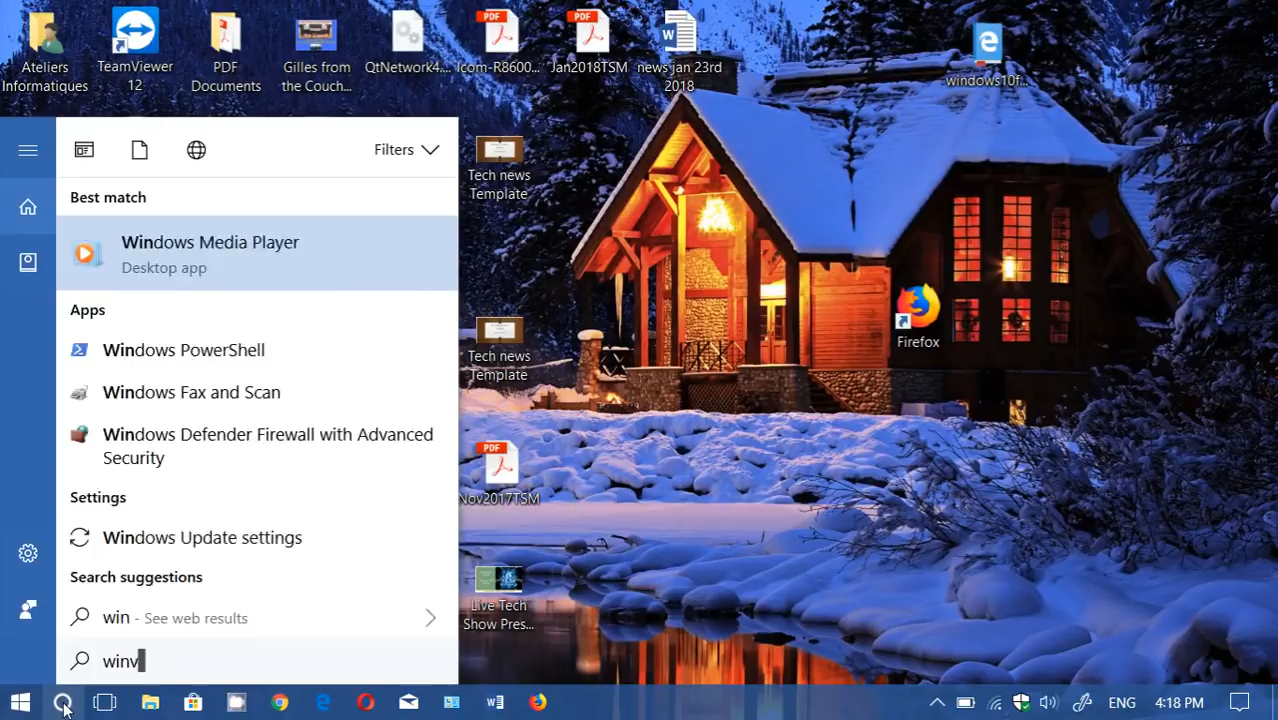 Ateliers
Informatiques
TeamViewer
12
PDF
Documents
Gilles from
the Couch...
QtNetwork4....
PDF
Icom-R8600...
PDF
Jan2018TSM
W
news jan 23rd
2018
windows10f...
Filters
Best match
Windows Media Player
Desktop app
Apps
Windows PowerShell
Windows Fax and Scan
Windows Defender Firewall with Advanced
Security
Settings
Windows Update settings
Search suggestions
win - See web results
winv
Tech news
Template
Tech news
Template
PDF
Nov2017TSM
Live Tech
Show Pres...
Firefox
W
ENG
4:18 PM